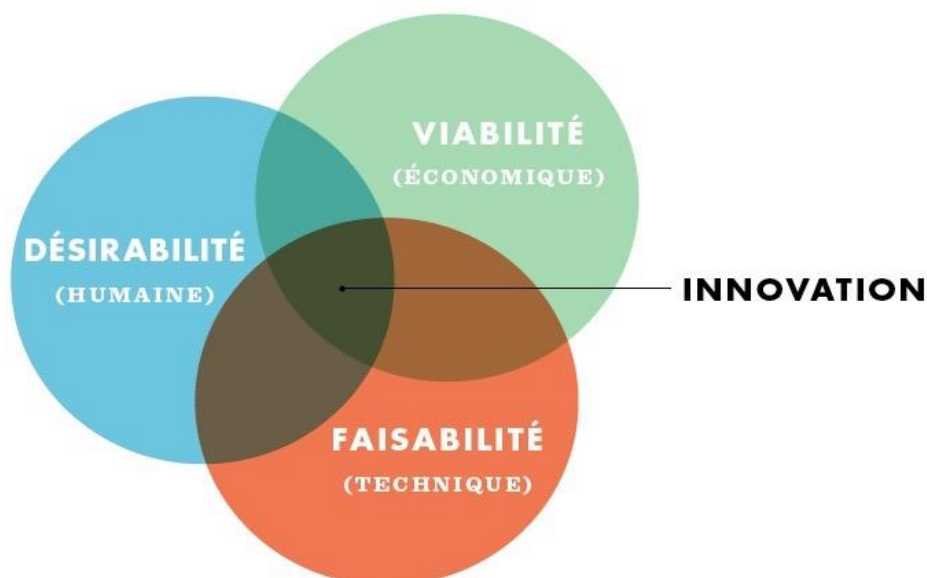 VIABILITÉ
(ÉCONOMIQUE)
DÉSIRABILITÉ
(HUMAINE)
INNOVATION
FAISABILITÉ
(TECHNIQUE)